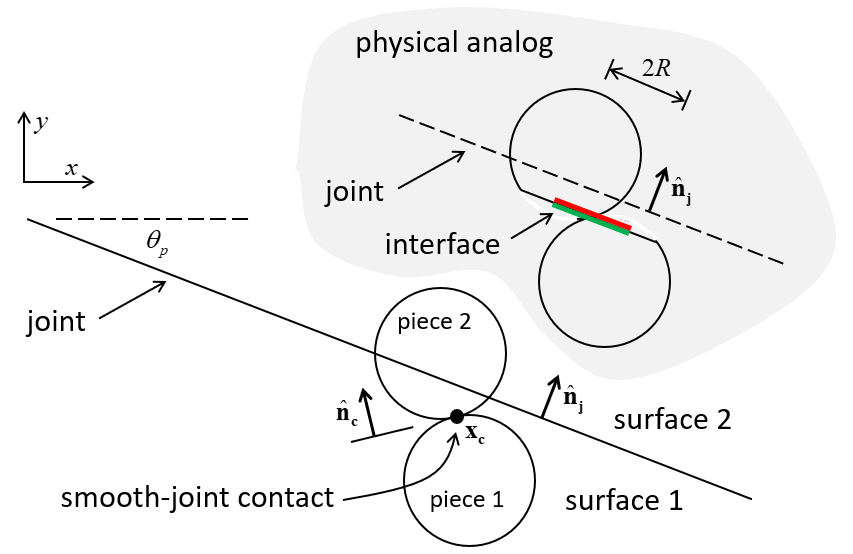 physical analog
2R
y
x
joint
n̂ⱼ
interface
θₚ
joint
piece 2
n̂c
n̂ⱼ
surface 2
xc
smooth-joint contact
piece 1
surface 1